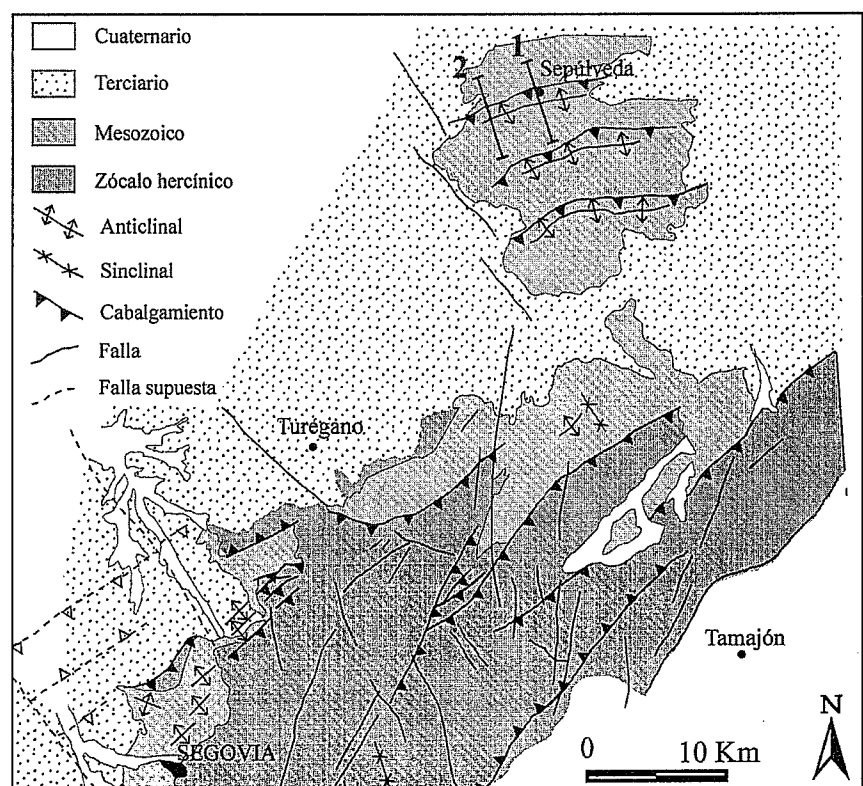 Cuaternario
Terciario
Mesozoico
Zócalo hercínico
Anticlinal
Sinclinal
Cabalgamiento
Falla
Falla supuesta
2
1
Sepúlveda
Turégano
Tamajón
SEGOVIA
N
0 10 Km